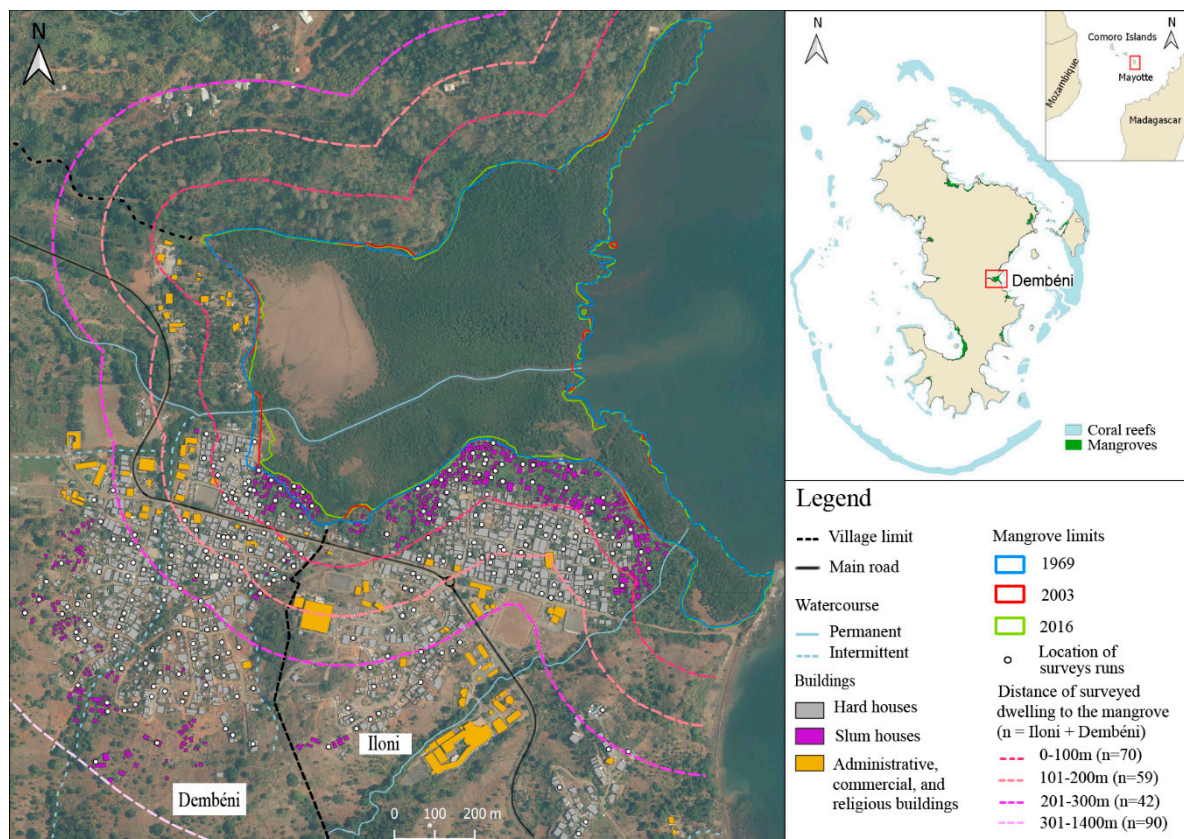 N
Dembéni
Iloni
0 100 200 m
N
Dembéni
Coral reefs
Mangroves
N
Comoro Islands
Mayotte
Mozambique
Madagascar
Legend
Village limit
Main road
Watercourse
Permanent
Intermittent
Buildings
Hard houses
Slum houses
Administrative,
commercial, and
religious buildings
Mangrove limits
1969
2003
2016
Location of
surveys runs
Distance of surveyed
dwelling to the mangrove
(n = Iloni + Dembéni)
0-100m (n=70)
101-200m (n=59)
201-300m (n=42)
301-1400m (n=90)